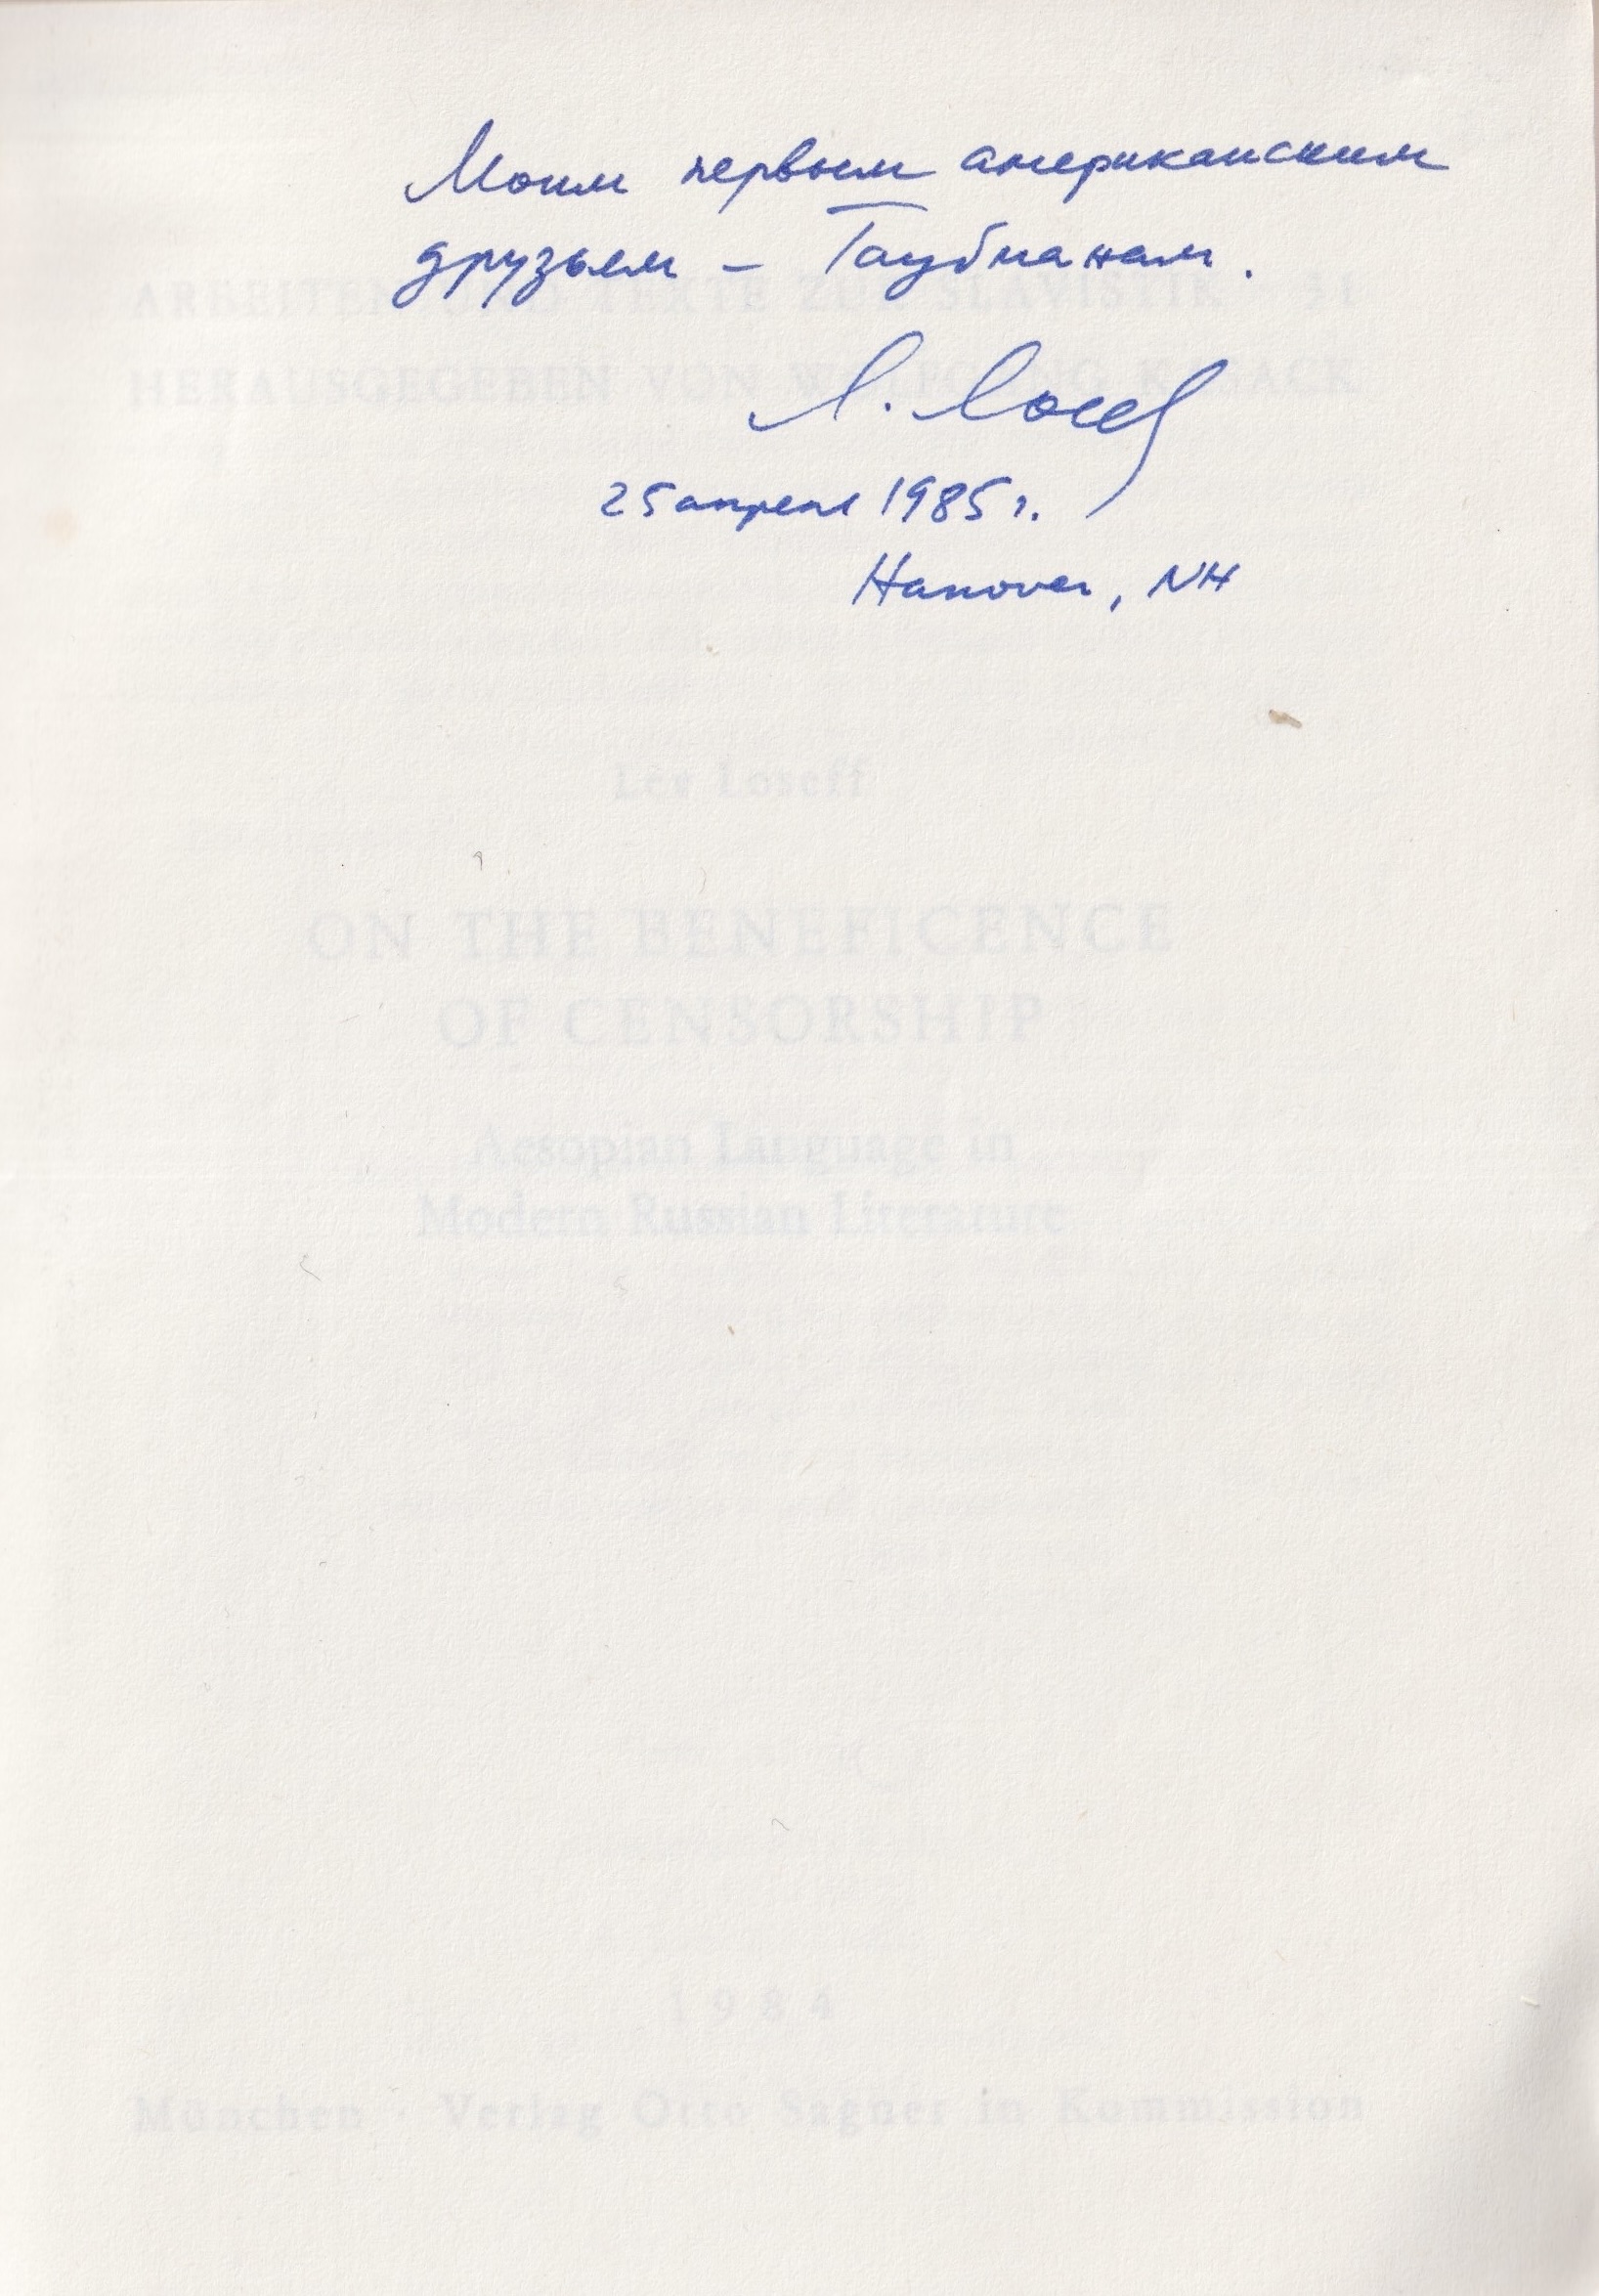 Моим первым американским
друзьям – Таубманам.
Л. Лосев
25 апреля 1985 г.
Hanover, NH
ARBEITEN UND TEXTE ZUR SLAVISTIK · 31
HERAUSGEGEBEN VON WOLFGANG KASACK
Lev Loseff
ON THE BENEFICENCE
OF CENSORSHIP
Aesopian Language in
Modern Russian Literature
1984
München · Verlag Otto Sagner in Kommission